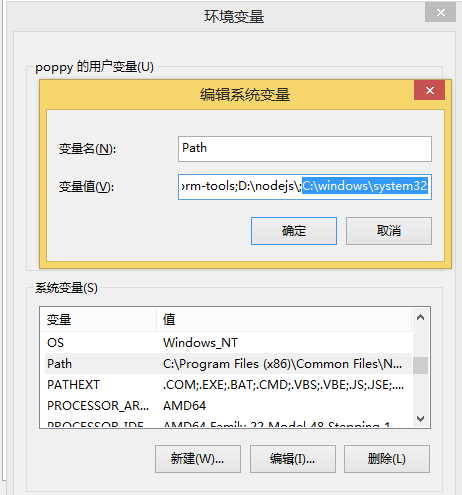 环境变量
poppy 的用户变量(U)
编辑系统变量
变量名(N):
Path
变量值(V):
orm-tools;D:\nodejs\;C:\windows\system32
确定
取消
系统变量(S)
变量 值
OS Windows_NT
Path C:\Program Files (x86)\Common Files\N...
PATHEXT .COM;.EXE;.BAT;.CMD;.VBS;.VBE;.JS;.JSE;....
PROCESSOR_AR... AMD64
PROCESSOR_IDE AMD64 Family 22 Model 48 Stepping 1
新建(W)...
编辑(I)...
删除(L)